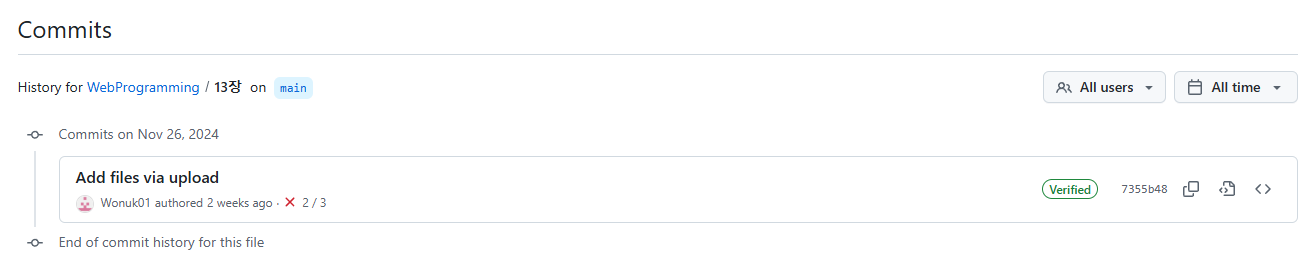 Commits
History for WebProgramming / 13장 on main
All users
All time
Commits on Nov 26, 2024
Add files via upload
Wonuk01 authored 2 weeks ago · 2 / 3
Verified
7355b48
End of commit history for this file